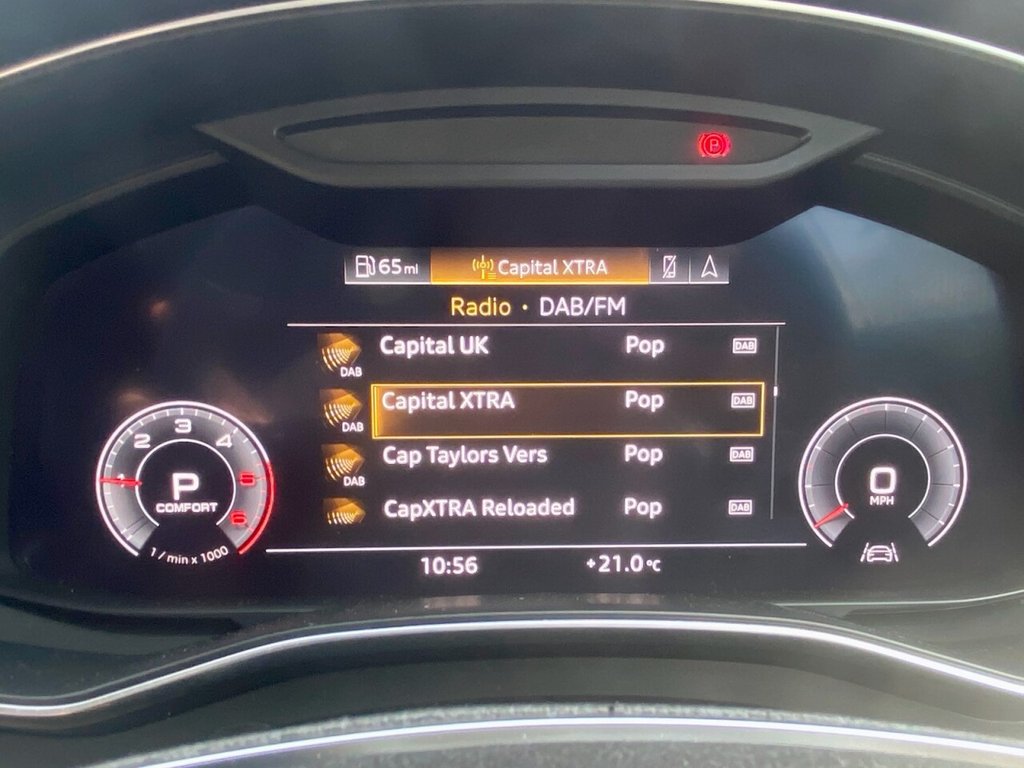 P
65 mi Capital XTRA
Radio · DAB/FM
DAB Capital UK Pop DAB
DAB Capital XTRA Pop DAB
DAB Cap Taylors Vers Pop DAB
CapXTRA Reloaded Pop DAB
10:56 +21.0 °C
1 2 3 4 5 6
P
COMFORT
1 / min x 1000
0
MPH